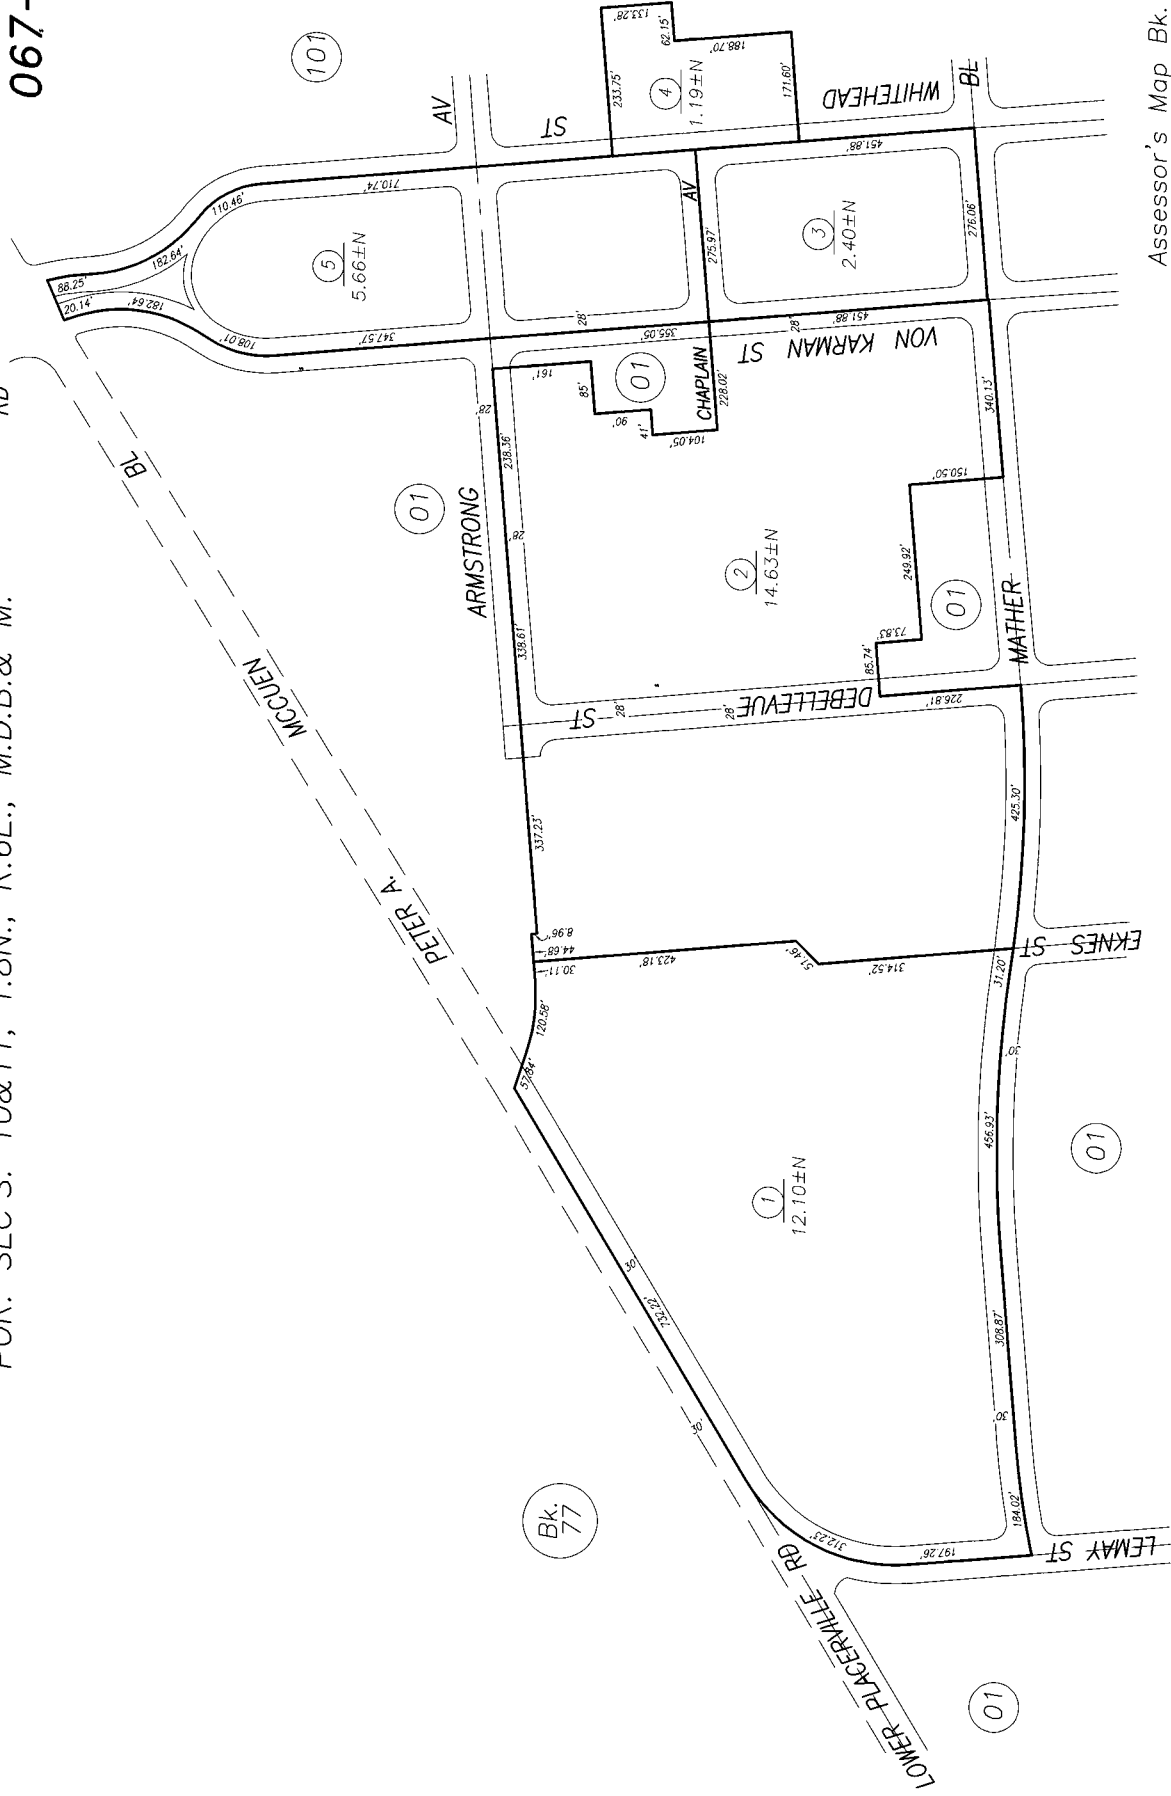 POR. SEC'S. 10&11, T.8N., R.6E., M.D.B.& M.
067-
RD
101
BL
AV
ST
MCCUEN
PETER A.
LOWER PLACERVILLE RD
ARMSTRONG
Bk.
77
01
01
01
01
01
88.25'
20.14'
182.64'
182.64'
110.46'
108.01'
710.74'
347.57'
5
5.66±N
133.28'
62.15'
188.70'
233.75'
171.60'
4
1.19±N
WHITEHEAD
BL
AV
275.97'
451.88'
3
2.40±N
276.06'
28'
355.05'
28'
451.88'
VON KARMAN ST
CHAPLAIN
228.02'
161'
85'
90'
41'
104.05'
28'
238.36'
28'
338.61'
340.13'
150.50'
249.92'
73.83'
85.74'
226.81'
2
14.63±N
MATHER
ST
28'
28'
DEBELLEVUE
337.23'
8.96'
44.68'
30.11'
423.18'
51.46'
314.52'
120.58'
57.84'
425.30'
31.20'
EKNES ST
30'
456.93'
1
12.10±N
30'
732.22'
30'
308.87'
30'
184.02'
312.23'
197.26'
LEMAY ST
Assessor's Map Bk.